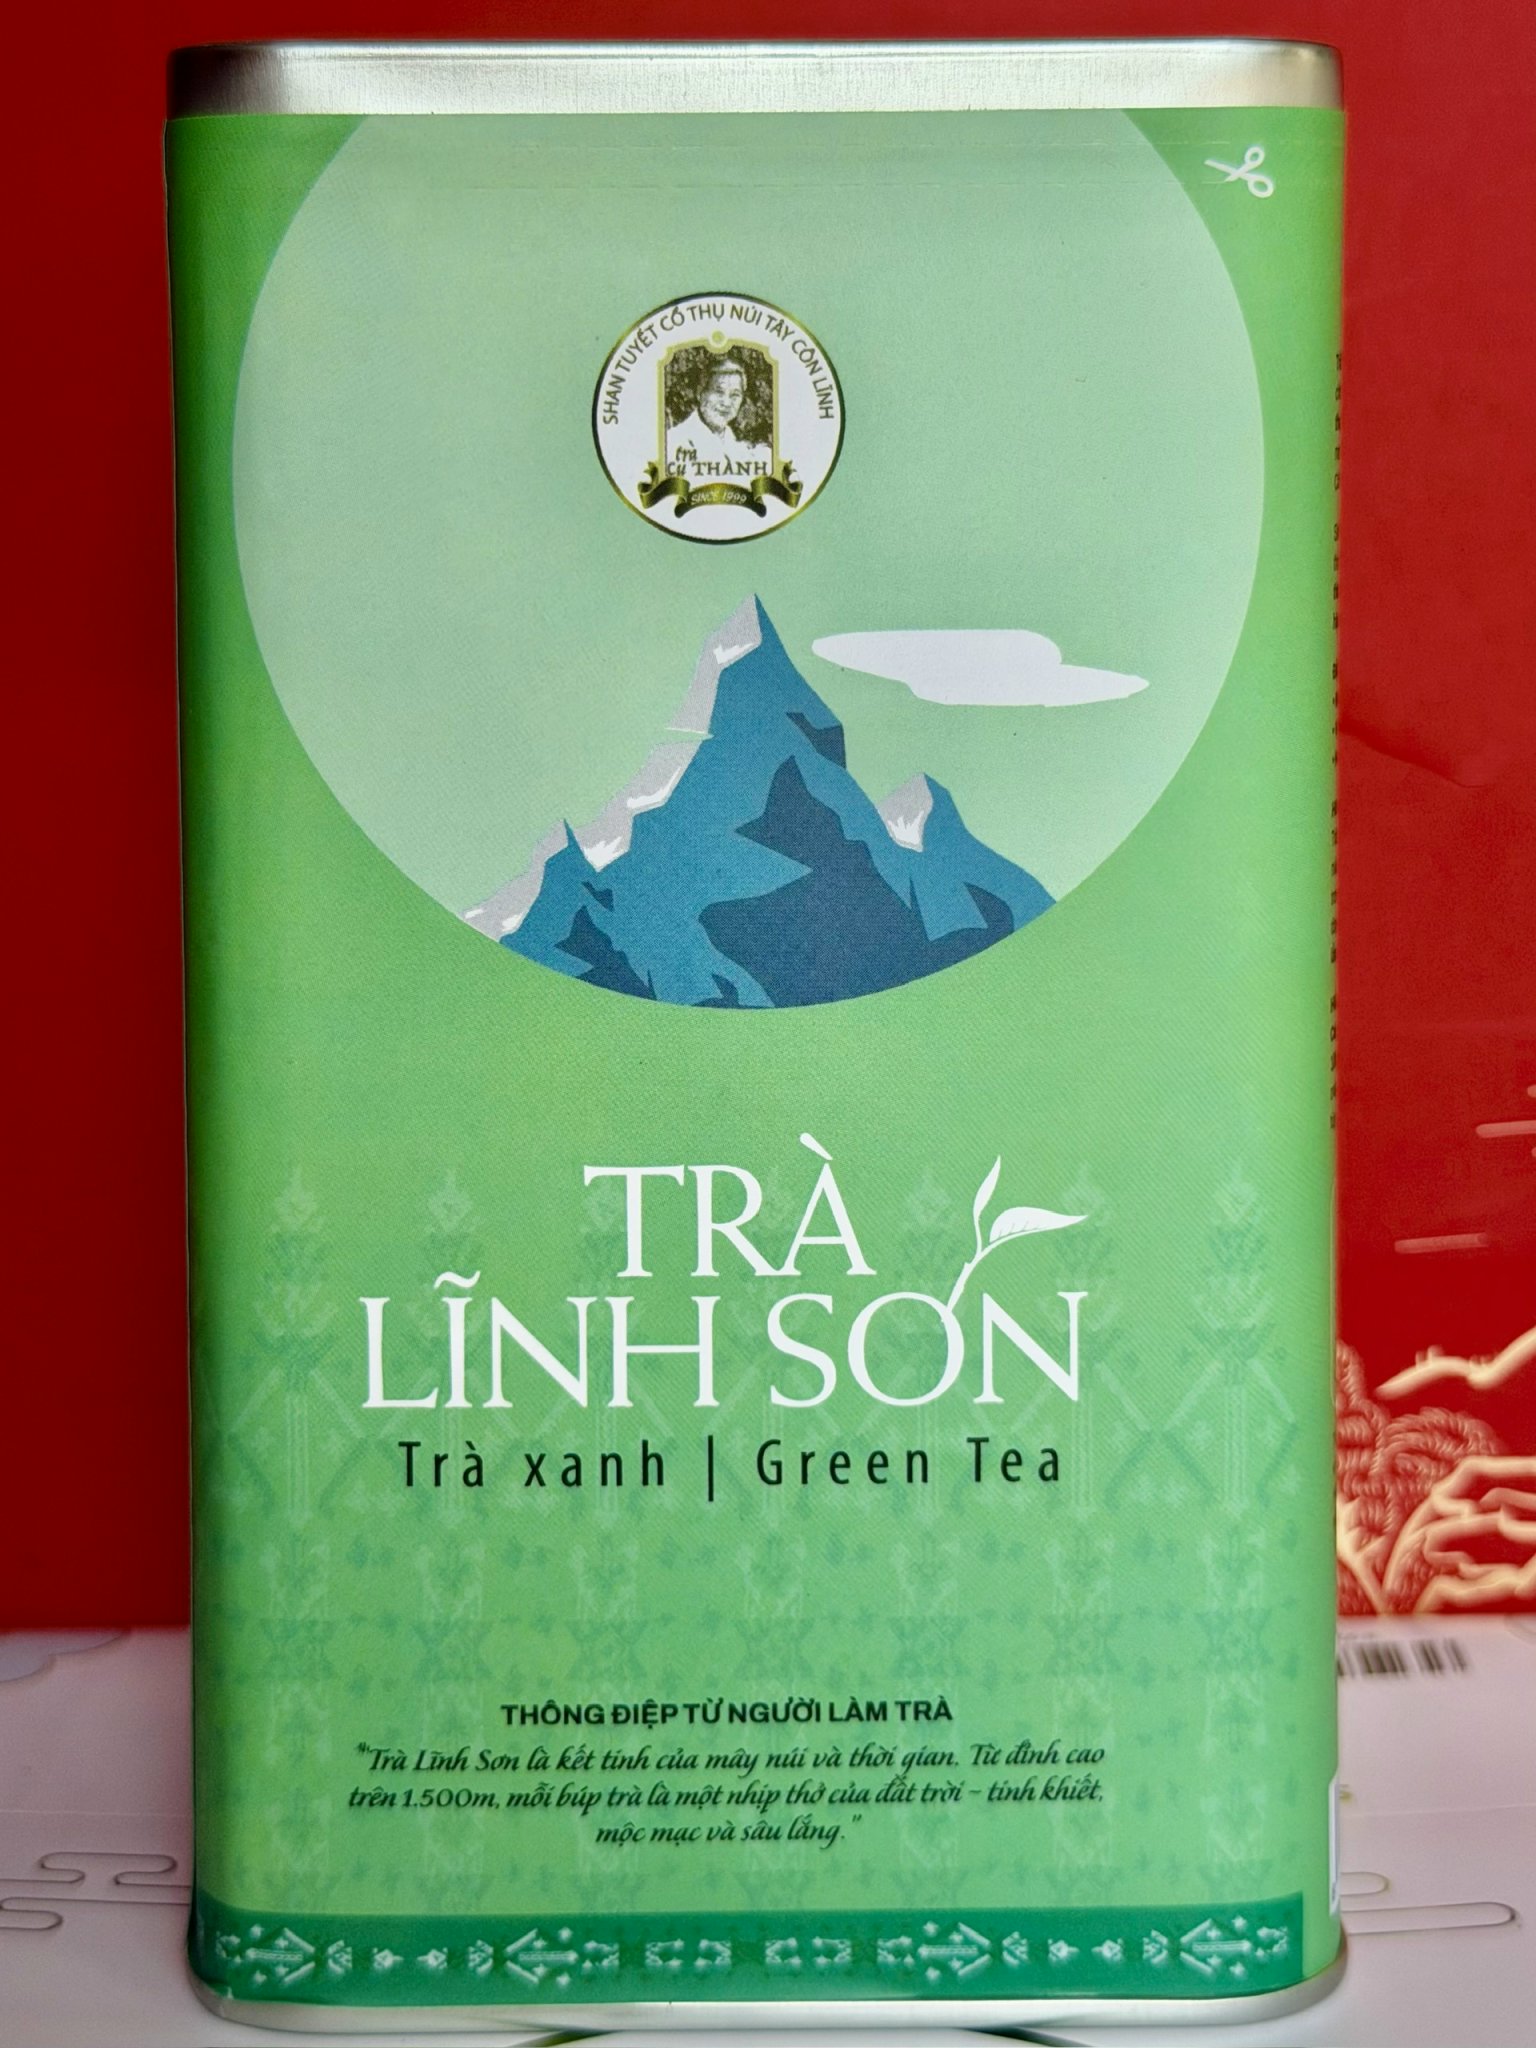 SHAN TUYẾT CỔ THỤ NÚI TÂY CÔN LĨNH
trà
cụ THÀNH
SINCE 1999
TRÀ
LĨNH SƠN
Trà xanh | Green Tea
THÔNG ĐIỆP TỪ NGƯỜI LÀM TRÀ
"Trà Lĩnh Sơn là kết tinh của mây núi và thời gian. Từ đỉnh cao
trên 1.500m, mỗi búp trà là một nhịp thở của đất trời - tinh khiết,
mộc mạc và sâu lắng."